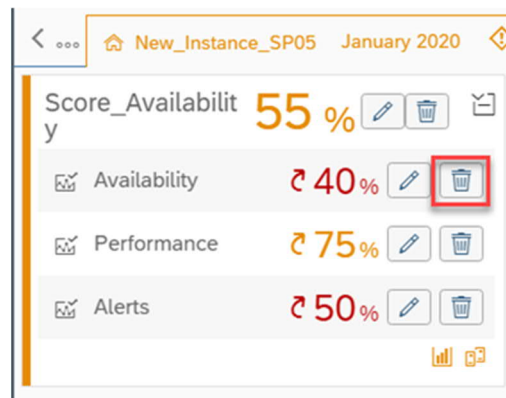 New_Instance_SP05 January 2020
Score_Availabilit
y
55 %
Availability 40 %
Performance 75 %
Alerts 50 %